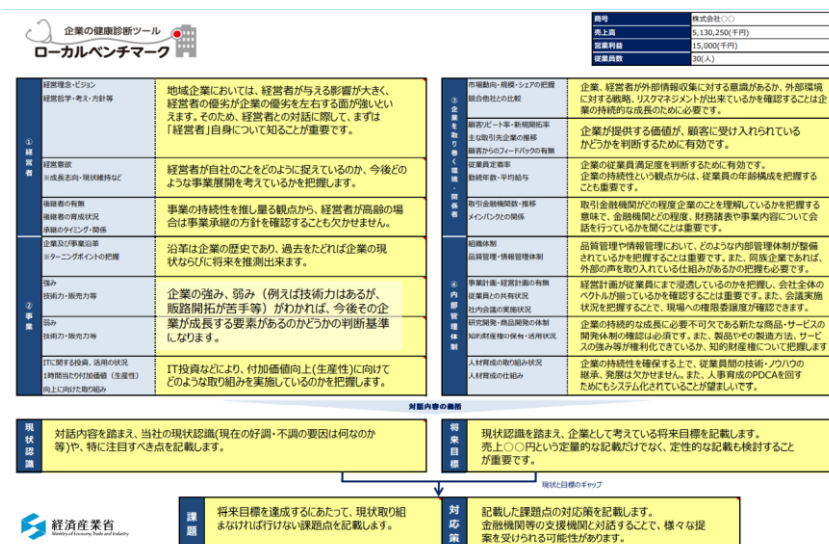 企業の健康診断ツール
ローカルベンチマーク
商号 株式会社○○
売上高 5,130,250(千円)
営業利益 15,000(千円)
従業員数 30(人)
①経営者
経営理念・ビジョン
経営哲学・考え・方針等
地域企業においては、経営者が与える影響が大きく、
経営者の優劣が企業の優劣を左右する面が強いとい
えます。そのため、経営者との対話に際して、まずは
「経営者」自身について知ることが重要です。
経営意欲
※成長志向・現状維持など
経営者が自社のことをどのように捉えているのか、今後どの
ような事業展開を考えているかを把握します。
後継者の有無
後継者の育成状況
承継のタイミング・関係
事業の持続性を推し量る観点から、経営者が高齢の場
合は事業承継の方針を確認することも欠かせません。
②事業
企業及び事業沿革
※ターニングポイントの把握
沿革は企業の歴史であり、過去をたどれば企業の現
状ならびに将来を推測出来ます。
強み
技術力・販売力等
弱み
技術力・販売力等
企業の強み、弱み（例えば技術力はあるが、
販路開拓が苦手等）がわかれば、今後その企
業が成長する要素があるのかどうかの判断基準
になります。
ITに関する投資、活用の状況
1時間当たり付加価値（生産性）
向上に向けた取り組み
IT投資などにより、付加価値向上(生産性)に向けて
どのような取り組みを実施しているのかを把握します。
③企業を取り巻く環境・関係者
市場動向・規模・シェアの把握
競合他社との比較
企業、経営者が外部情報収集に対する意識があるか、外部環境
に対する戦略、リスクマネジメントが出来ているかを確認することは企
業の持続的な成長のために必要です。
顧客リピート率・新規開拓率
主な取引先企業の推移
顧客からのフィードバックの有無
企業が提供する価値が、顧客に受け入れられている
かどうかを判断するために有効です。
従業員定着率
勤続年数・平均給与
企業の従業員満足度を判断するために有効です。
企業の持続性という観点からは、従業員の年齢構成を把握する
ことも重要です。
取引金融機関数・推移
メインバンクとの関係
取引金融機関がどの程度企業のことを理解しているかを把握する
意味で、金融機関とどの程度、財務諸表や事業内容について会
話を行っているかを聞くことは重要です。
④内部管理体制
組織体制
品質管理・情報管理体制
品質管理や情報管理において、どのような内部管理体制が整備
されているかを把握することは重要です。また、同族企業であれば、
外部の声を取り入れている仕組みがあるかの把握も必要です。
事業計画・経営計画の有無
従業員との共有状況
社内会議の実施状況
経営計画が従業員にまで浸透しているのかを把握し、会社全体の
ベクトルが揃っているかを確認することは重要です。また、会議実施
状況を把握することで、現場への権限委譲度が確認できます。
研究開発・商品開発の体制
知的財産権の保有・活用状況
企業の持続的な成長に必要不可欠である新たな商品・サービスの
開発体制の確認は必須です。また、製品やその製造方法、サービ
スの強み等が権利化できているか、知的財産権について把握します
人材育成の取り組み状況
人材育成の仕組み
企業の持続性を確保する上で、従業員間の技術・ノウハウの
継承、発展は欠かせません。また、人事育成のPDCAを回す
ためにもシステム化されていることが望ましいです。
対話内容の総括
現状認識
対話内容を踏まえ、当社の現状認識(現在の好調・不調の要因は何なのか
等)や、特に注目すべき点を記載します。
将来目標
現状認識を踏まえ、企業として考えている将来目標を記載します。
売上○○円という定量的な記載だけでなく、定性的な記載も検討すること
が重要です。
現状と目標のギャップ
課題
将来目標を達成するにあたって、現状取り組
まなければ行けない課題点を記載します。
対応策
記載した課題点の対応策を記載します。
金融機関等の支援機関と対話することで、様々な提
案を受けられる可能性があります。
経済産業省
Ministry of Economy, Trade and Industry